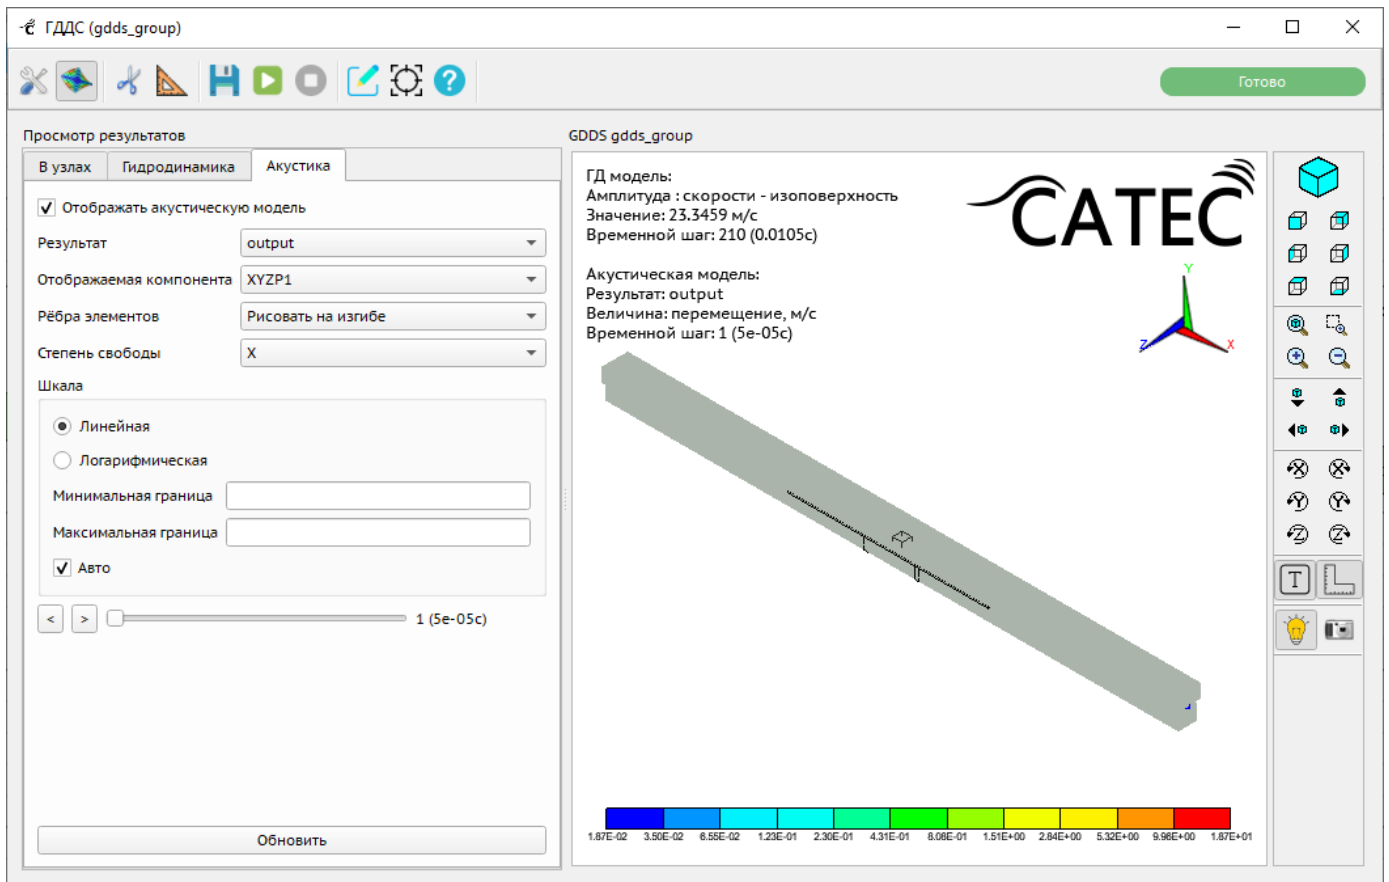 ГДДС (gdds_group)
Готово
Просмотр результатов
В узлах Гидродинамика Акустика
Отображать акустическую модель
Результат output
Отображаемая компонента XYZP1
Рёбра элементов Рисовать на изгибе
Степень свободы X
Шкала
Линейная
Логарифмическая
Минимальная граница
Максимальная граница
Авто
< > 1 (5e-05c)
Обновить
GDDS gdds_group
ГД модель:
Амплитуда : скорости - изоповерхность
Значение: 23.3459 м/с
Временной шаг: 210 (0.0105с)
Акустическая модель:
Результат: output
Величина: перемещение, м/с
Временной шаг: 1 (5e-05с)
CATEC
Y
Z X
1.87E-02 3.50E-02 6.55E-02 1.23E-01 2.30E-01 4.31E-01 8.08E-01 1.51E+00 2.84E+00 5.32E+00 9.98E+00 1.87E+01
X X
Y Y
Z Z
T